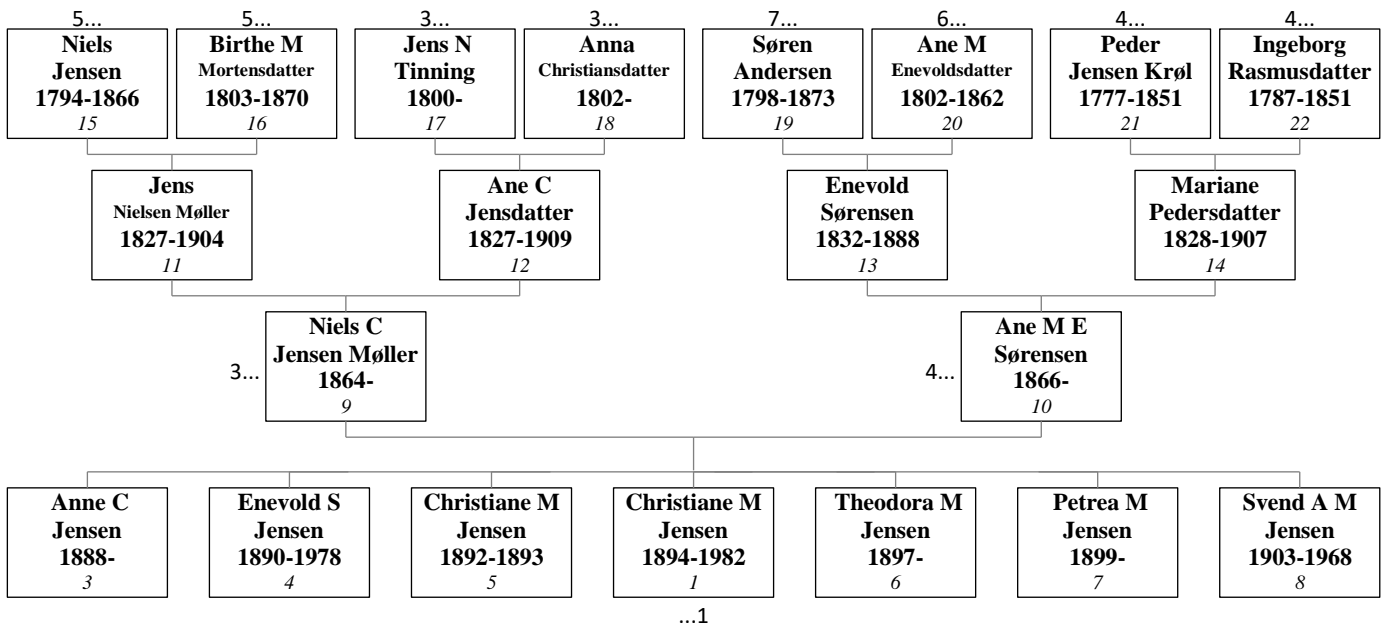 5...
5...
3...
3...
7...
6...
4...
4...
Niels
Jensen
1794-1866
15
Birthe M
Mortensdatter
1803-1870
16
Jens N
Tinning
1800-
17
Anna
Christiansdatter
1802-
18
Søren
Andersen
1798-1873
19
Ane M
Enevoldsdatter
1802-1862
20
Peder
Jensen Krøl
1777-1851
21
Ingeborg
Rasmusdatter
1787-1851
22
Jens
Nielsen Møller
1827-1904
11
Ane C
Jensdatter
1827-1909
12
Enevold
Sørensen
1832-1888
13
Mariane
Pedersdatter
1828-1907
14
3...
Niels C
Jensen Møller
1864-
9
4...
Ane M E
Sørensen
1866-
10
Anne C
Jensen
1888-
3
Enevold S
Jensen
1890-1978
4
Christiane M
Jensen
1892-1893
5
Christiane M
Jensen
1894-1982
1
Theodora M
Jensen
1897-
6
Petrea M
Jensen
1899-
7
Svend A M
Jensen
1903-1968
8
...1